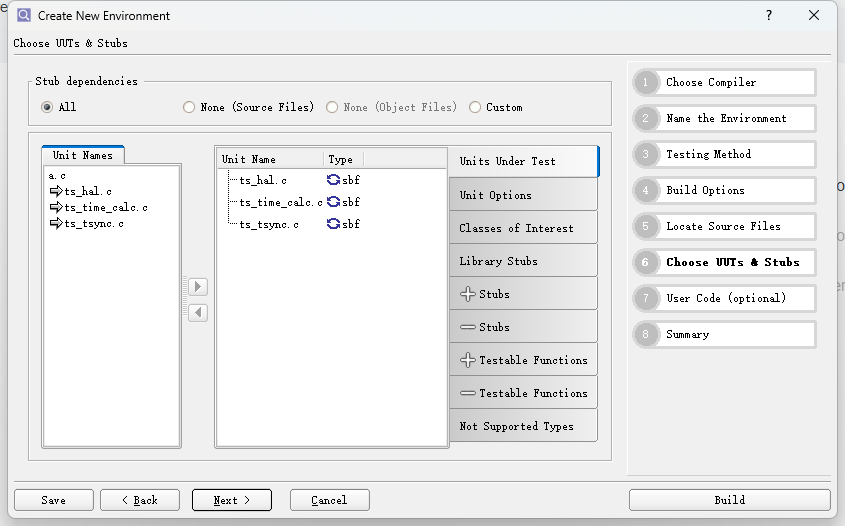 Create New Environment
?
Choose UUTs & Stubs
Stub dependencies
All
None (Source Files)
None (Object Files)
Custom
Unit Names
a.c
ts_hal.c
ts_time_calc.c
ts_tsync.c
Unit Name Type
ts_hal.c sbf
ts_time_calc.c sbf
ts_tsync.c sbf
Units Under Test
Unit Options
Classes of Interest
Library Stubs
Stubs
Stubs
Testable Functions
Testable Functions
Not Supported Types
1 Choose Compiler
2 Name the Environment
3 Testing Method
4 Build Options
5 Locate Source Files
6 Choose UUTs & Stubs
7 User Code (optional)
8 Summary
Save
< Back
Next >
Cancel
Build